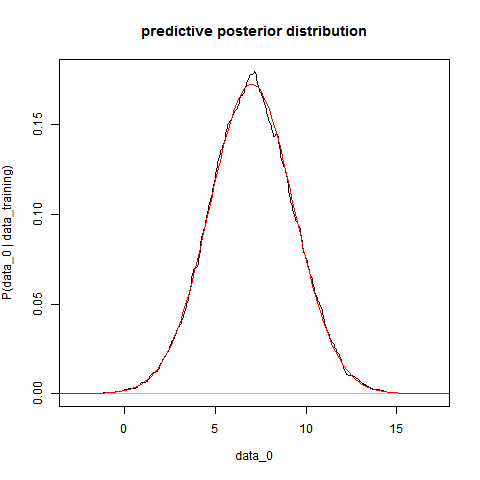 predictive posterior distribution
P(data_0 | data_training)
0.15
0.10
0.05
0.00
0 5 10 15
data_0